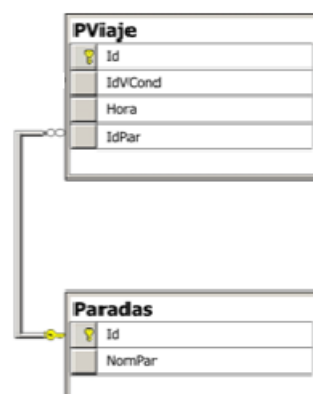 PViaje
Id
IdVCond
Hora
IdPar
Paradas
Id
NomPar